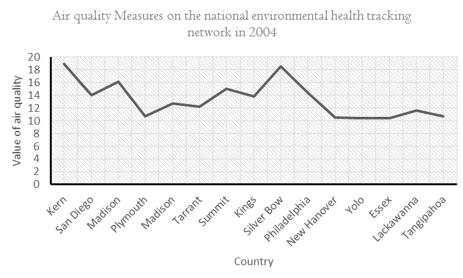 Air quality Measures on the national environmental health tracking
network in 2004
Value of air quality
20
18
16
14
12
10
8
6
4
2
0
Kern
San Diego
Madison
Plymouth
Madison
Tarrant
Summit
Kings
Silver Bow
Philadelphia
New Hanover
Yolo
Essex
Lackawanna
Tangipahoa
Country